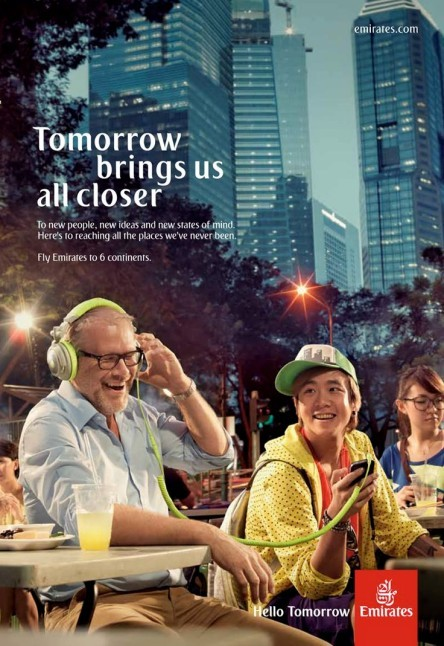 emirates.com
Tomorrow
brings us
all closer
To new people, new ideas and new states of mind.
Here's to reaching all the places we've never been.
Fly Emirates to 6 continents.
Hello Tomorrow
Emirates